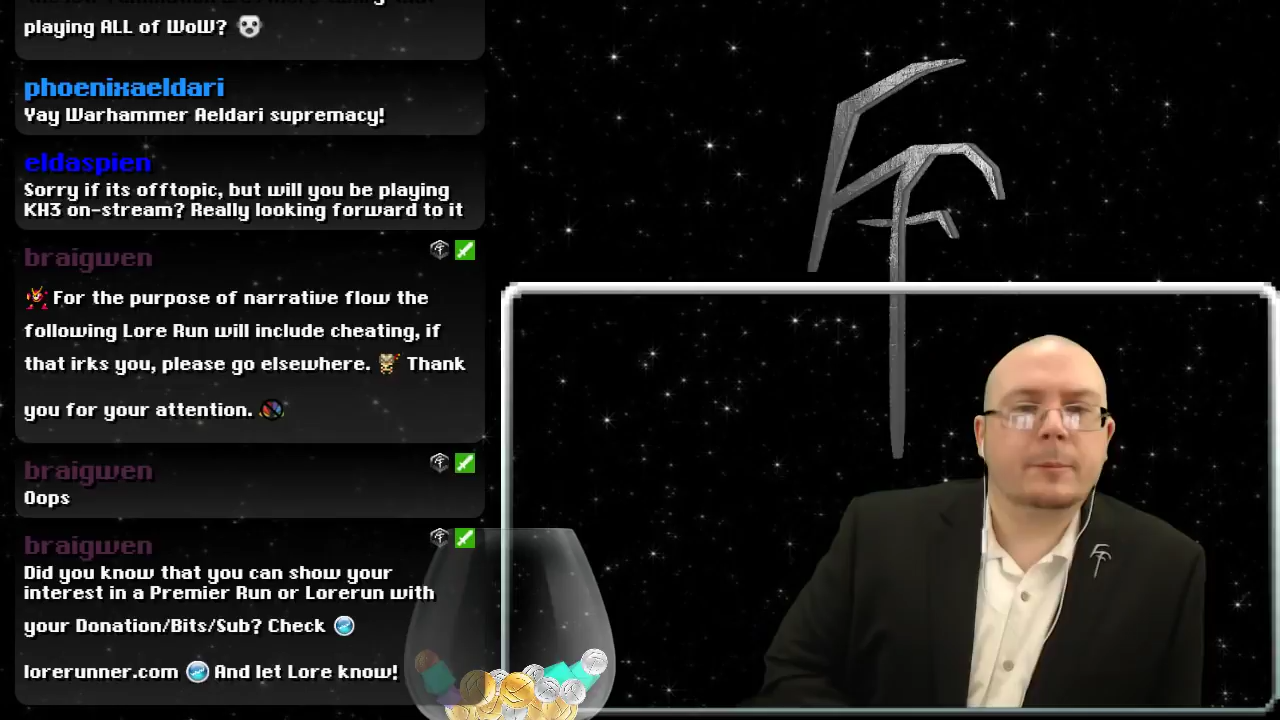 playing ALL of WoW?
phoenixaeldari
Yay Warhammer Aeldari supremacy!
eldaspien
Sorry if its offtopic, but will you be playing
KH3 on-stream? Really looking forward to it
braigwen
For the purpose of narrative flow the
following Lore Run will include cheating, if
that irks you, please go elsewhere. Thank
you for your attention.
braigwen
Oops
braigwen
Did you know that you can show your
interest in a Premier Run or Lorerun with
your Donation/Bits/Sub? Check
lorerunner.com And let Lore know!